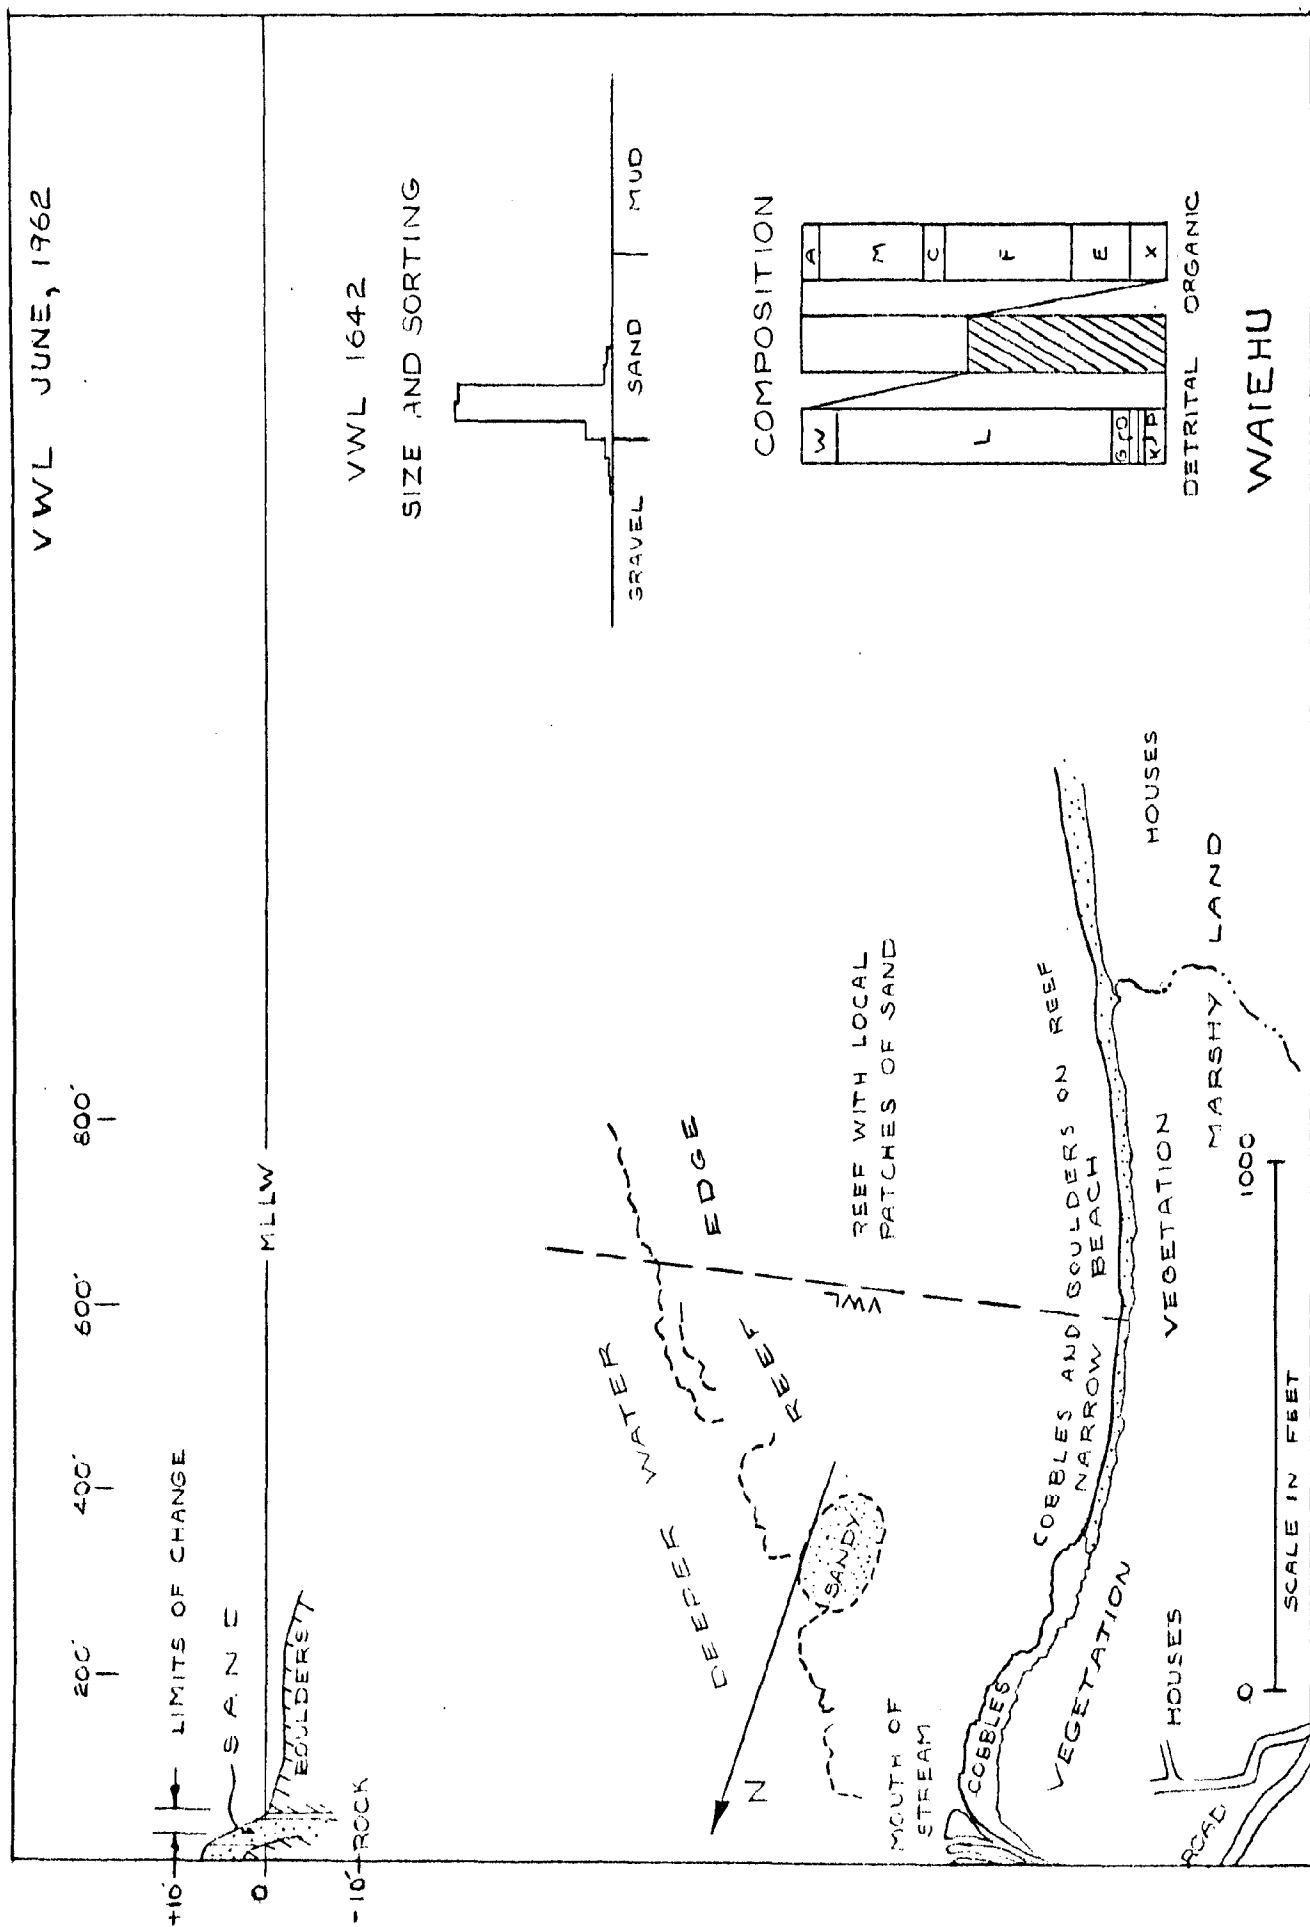 VWL JUNE, 1962
200' 400' 600' 800'
+10'
0
-10'
LIMITS OF CHANGE
SAND
MLLW
BOULDERS
ROCK
VWL 1642
SIZE AND SORTING
GRAVEL SAND MUD
COMPOSITION
W
L
G
O
K J P
A
M
C
F
E
X
DETRITAL ORGANIC
WAIEHU
DEEPER WATER
REEF EDGE
VWL
N
SANDY
REEF WITH LOCAL
PATCHES OF SAND
MOUTH OF
STREAM
COBBLES
COBBLES AND BOULDERS ON REEF
NARROW BEACH
VEGETATION
VEGETATION
MARSHY LAND
HOUSES
HOUSES
ROAD
0 1000
SCALE IN FEET